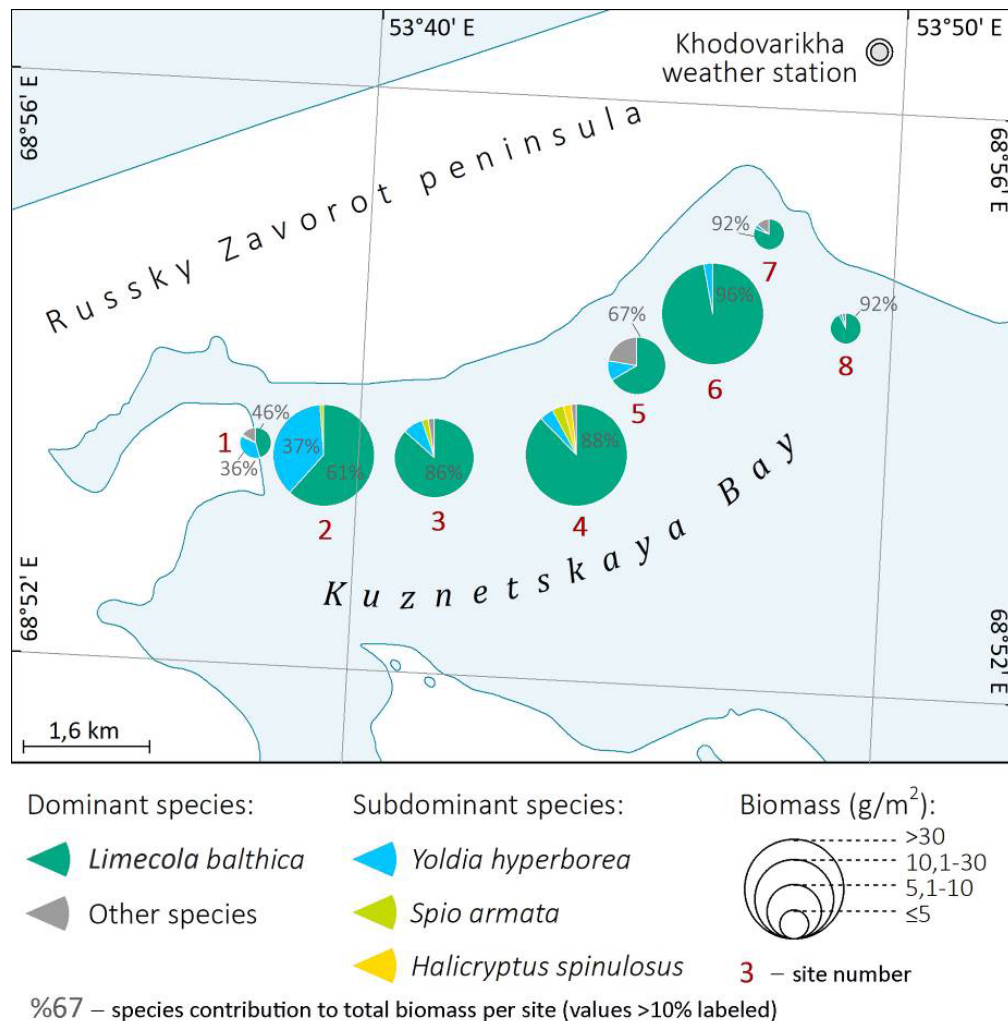 53°40' E
53°50' E
Khodovarikha
weather station
68°56' E
68°56' E
Russky Zavorot peninsula
92%
7
96%
6
92%
8
67%
5
46%
1
36%
37%
61%
2
86%
3
88%
4
Kuznetskaya Bay
68°52' E
68°52' E
1,6 km
Dominant species:
Limecola balthica
Other species
Subdominant species:
Yoldia hyperborea
Spio armata
Halicryptus spinulosus
Biomass (g/m²):
>30
10,1-30
5,1-10
≤5
3 – site number
%67 – species contribution to total biomass per site (values >10% labeled)